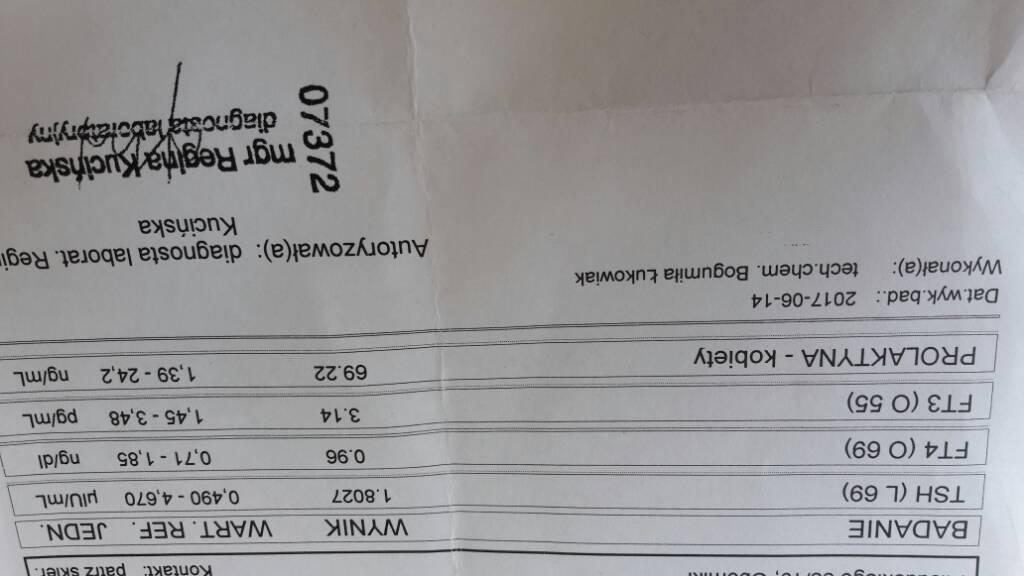 Kontakt: patrz skier.
BADANIE WYNIK WART. REF. JEDN.
TSH (L 69) 1.8027 0,490 - 4,670 µIU/mL
FT4 (O 69) 0.96 0,71 - 1,85 ng/dl
FT3 (O 55) 3.14 1,45 - 3,48 pg/mL
PROLAKTYNA - kobiety 69.22 1,39 - 24,2 ng/mL
Dat.wyk.bad.: 2017-06-14
Wykonał(a): tech.chem. Bogumiła Łukowiak
Autoryzował(a): diagnosta laborat. Regi
Kucińska
07372
mgr Regina Kucińska
diagnosta laboratoryjny